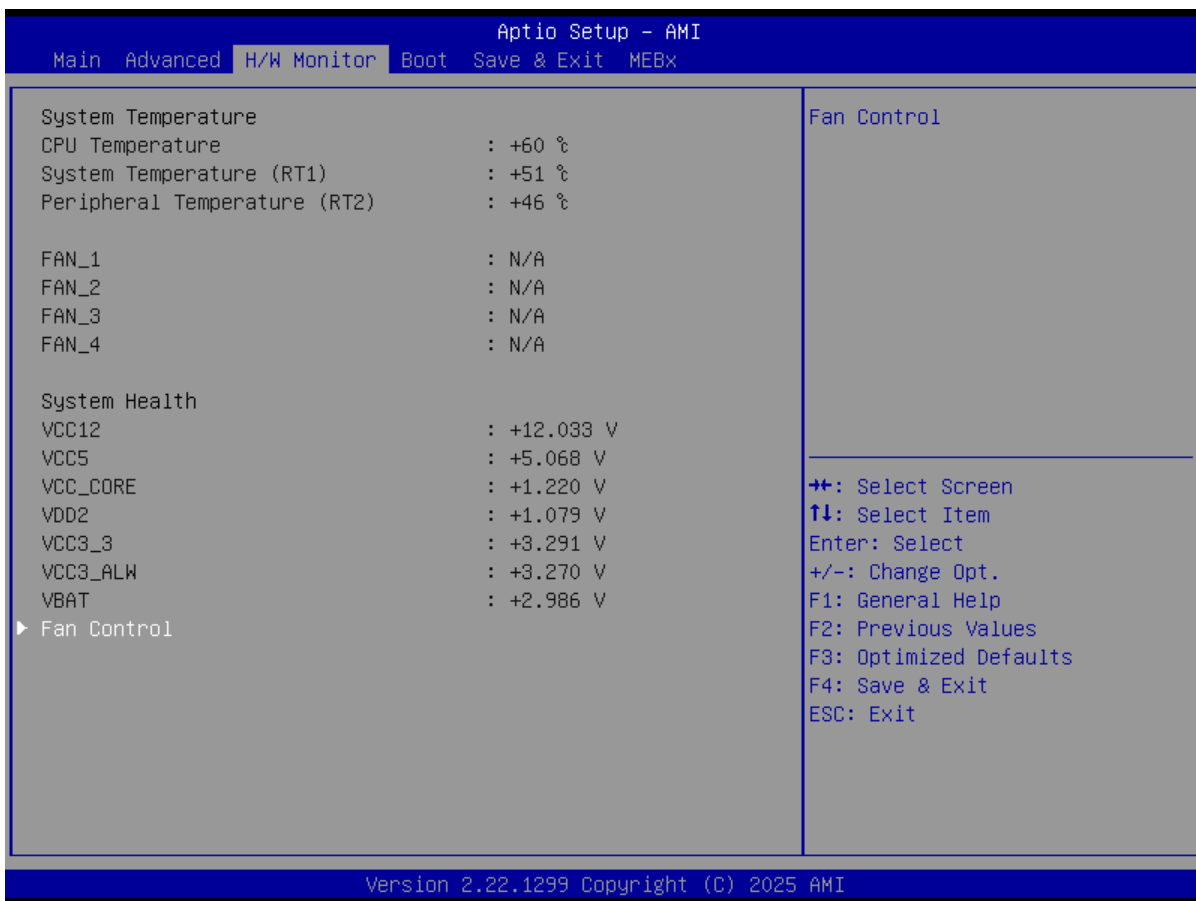 Aptio Setup – AMI
Main Advanced H/W Monitor Boot Save & Exit MEBx
System Temperature
CPU Temperature : +60 ℃
System Temperature (RT1) : +51 ℃
Peripheral Temperature (RT2) : +46 ℃
FAN_1 : N/A
FAN_2 : N/A
FAN_3 : N/A
FAN_4 : N/A
System Health
VCC12 : +12.033 V
VCC5 : +5.068 V
VCC_CORE : +1.220 V
VDD2 : +1.079 V
VCC3_3 : +3.291 V
VCC3_ALW : +3.270 V
VBAT : +2.986 V
▶ Fan Control
Fan Control
→←: Select Screen
↑↓: Select Item
Enter: Select
+/-: Change Opt.
F1: General Help
F2: Previous Values
F3: Optimized Defaults
F4: Save & Exit
ESC: Exit
Version 2.22.1299 Copyright (C) 2025 AMI